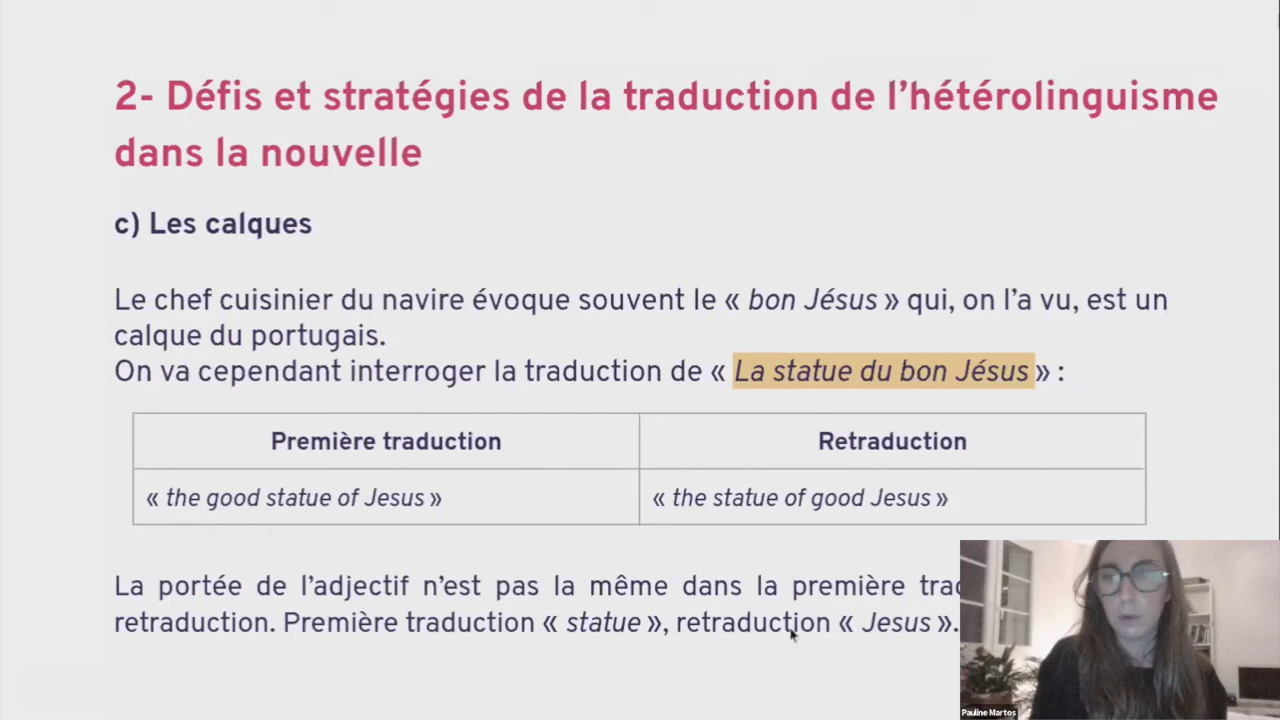 2- Défis et stratégies de la traduction de l'hétérolinguisme
dans la nouvelle
c) Les calques
Le chef cuisinier du navire évoque souvent le « bon Jésus » qui, on l'a vu, est un
calque du portugais.
On va cependant interroger la traduction de « La statue du bon Jésus » :
Première traduction
Retraduction
« the good statue of Jesus »
« the statue of good Jesus »
La portée de l'adjectif n'est pas la même dans la première
retraduction. Première traduction « statue », retraduction « Jesus ».
Pauline Martos